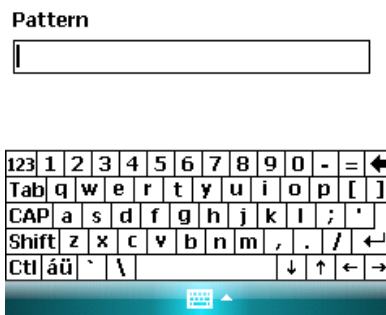 Pattern
123 1 2 3 4 5 6 7 8 9 0 - = ←
Tab q w e r t y u i o p [ ]
CAP a s d f g h j k l ; '
Shift z x c v b n m , . / ↵
Ctl áü ` \ ↓ ↑ ← →